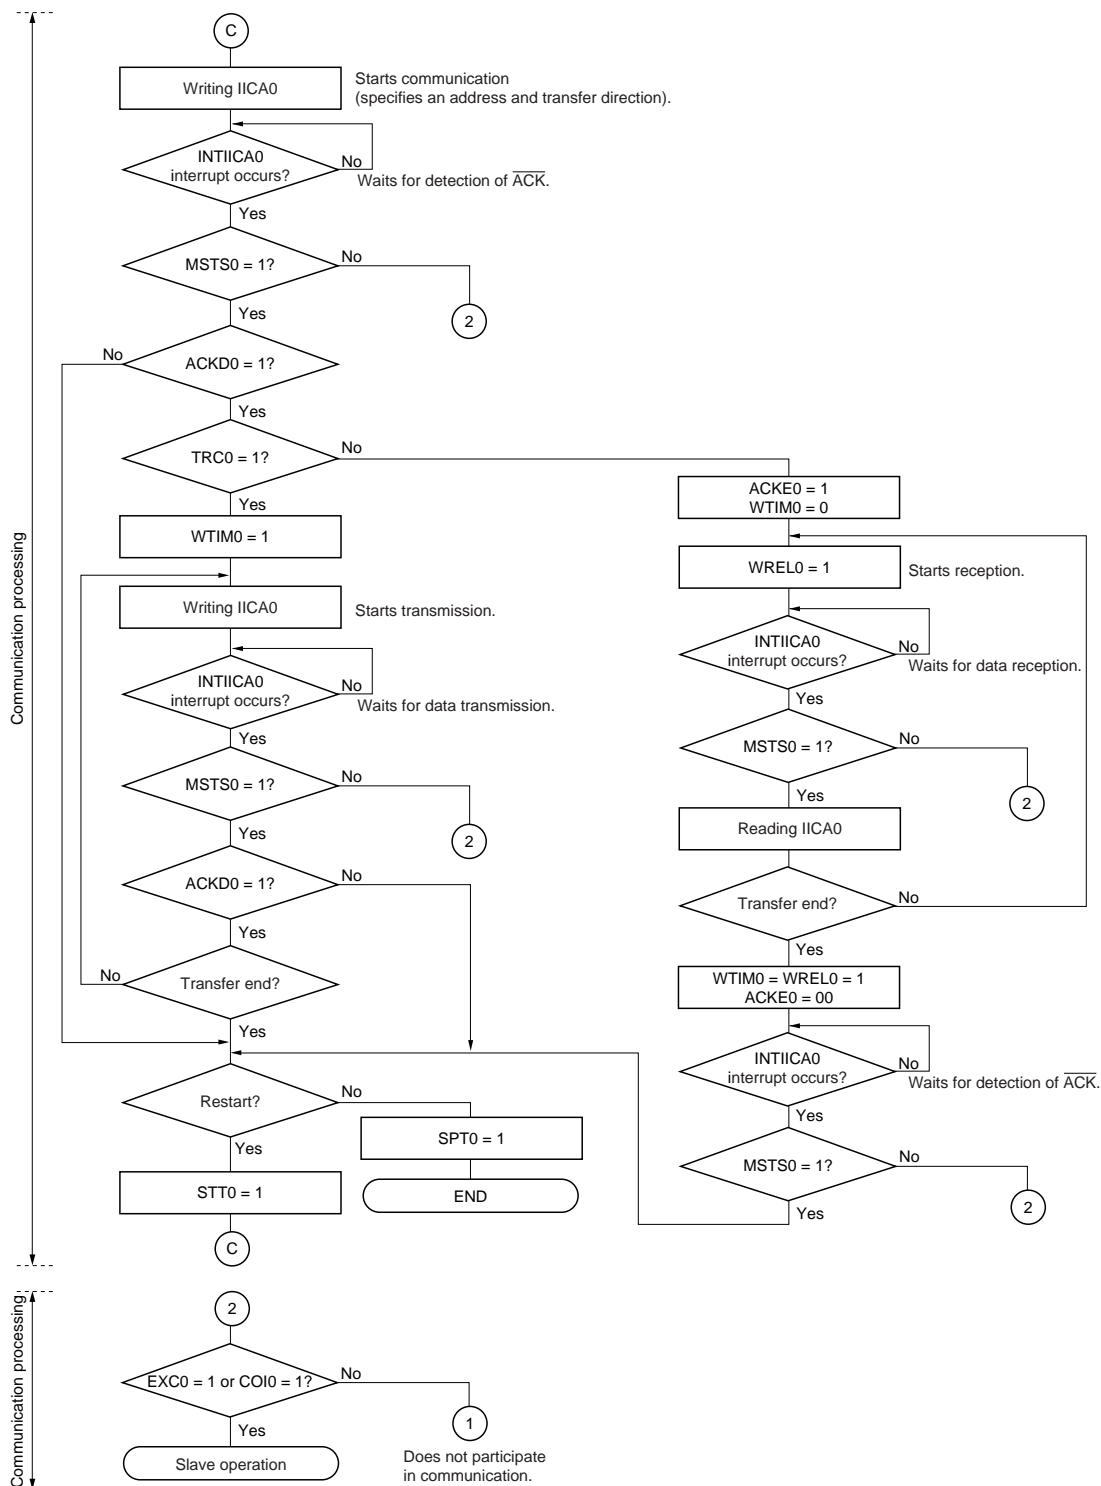 C
Writing IICA0
Starts communication
(specifies an address and transfer direction).
INTIICA0
interrupt occurs?
No
Waits for detection of ACK.
Yes
MSTS0 = 1?
No
2
Yes
No
ACKD0 = 1?
Yes
TRC0 = 1?
No
Yes
WTIM0 = 1
Writing IICA0
Starts transmission.
INTIICA0
interrupt occurs?
No
Waits for data transmission.
Yes
MSTS0 = 1?
No
2
Yes
ACKD0 = 1?
No
Yes
No
Transfer end?
Yes
Restart?
No
Yes
SPT0 = 1
END
STT0 = 1
C
ACKE0 = 1
WTIM0 = 0
WREL0 = 1
Starts reception.
INTIICA0
interrupt occurs?
No
Waits for data reception.
Yes
MSTS0 = 1?
No
2
Yes
Reading IICA0
Transfer end?
No
Yes
WTIM0 = WREL0 = 1
ACKE0 = 00
INTIICA0
interrupt occurs?
No
Waits for detection of ACK.
Yes
MSTS0 = 1?
No
2
Yes
Communication processing
2
EXC0 = 1 or COI0 = 1?
No
1
Does not participate
in communication.
Yes
Slave operation
Communication processing